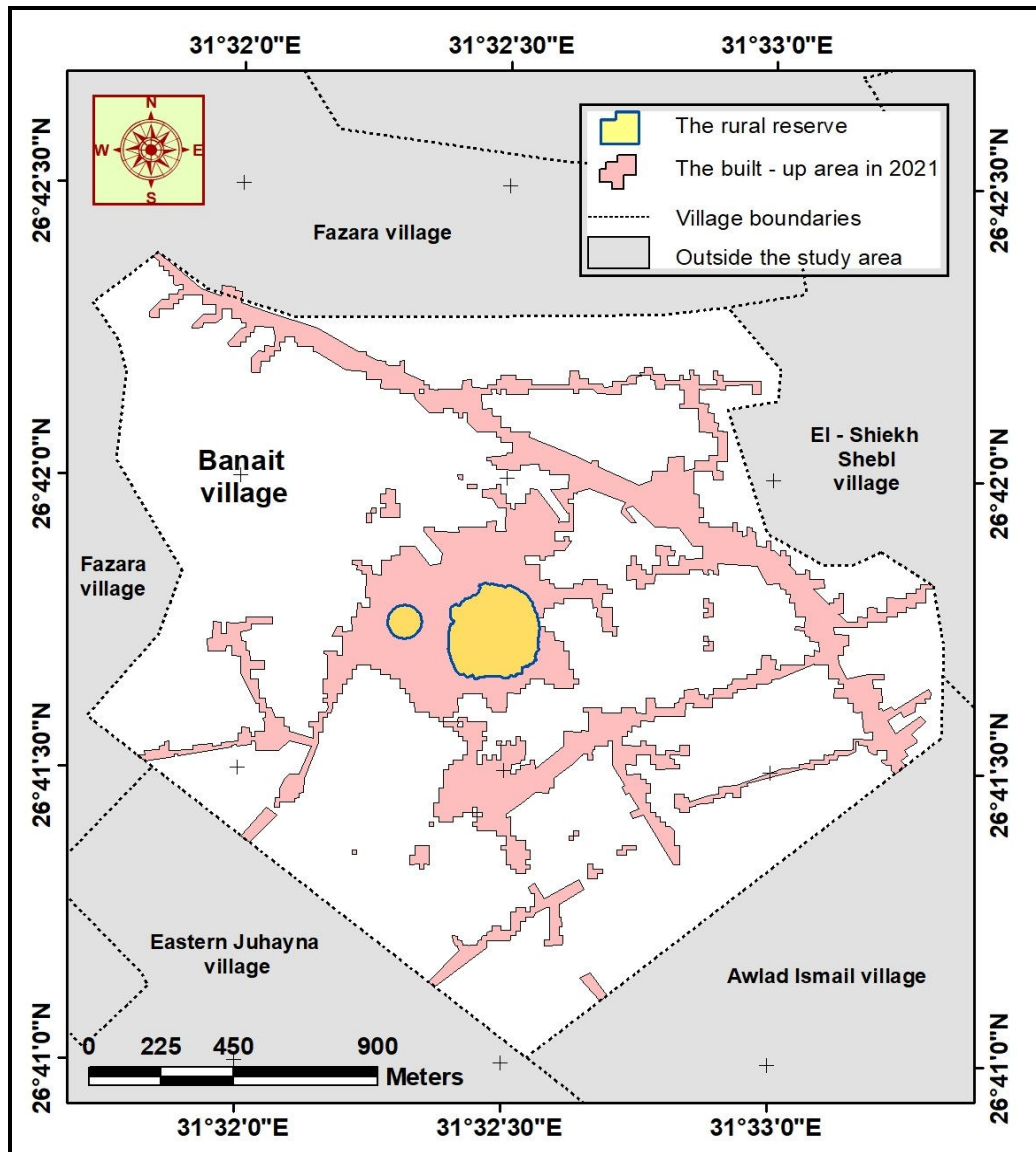 31°32'0"E 31°32'30"E 31°33'0"E
N
W E
S
The rural reserve
The built - up area in 2021
Village boundaries
Outside the study area
26°42'30"N
26°42'30"N
Fazara village
Banait
village
El - Shiekh
Shebl
village
26°42'0"N
26°42'0"N
Fazara
village
26°41'30"N
26°41'30"N
Eastern Juhayna
village
Awlad Ismail village
26°41'0"N
26°41'0"N
0 225 450 900
Meters
31°32'0"E 31°32'30"E 31°33'0"E